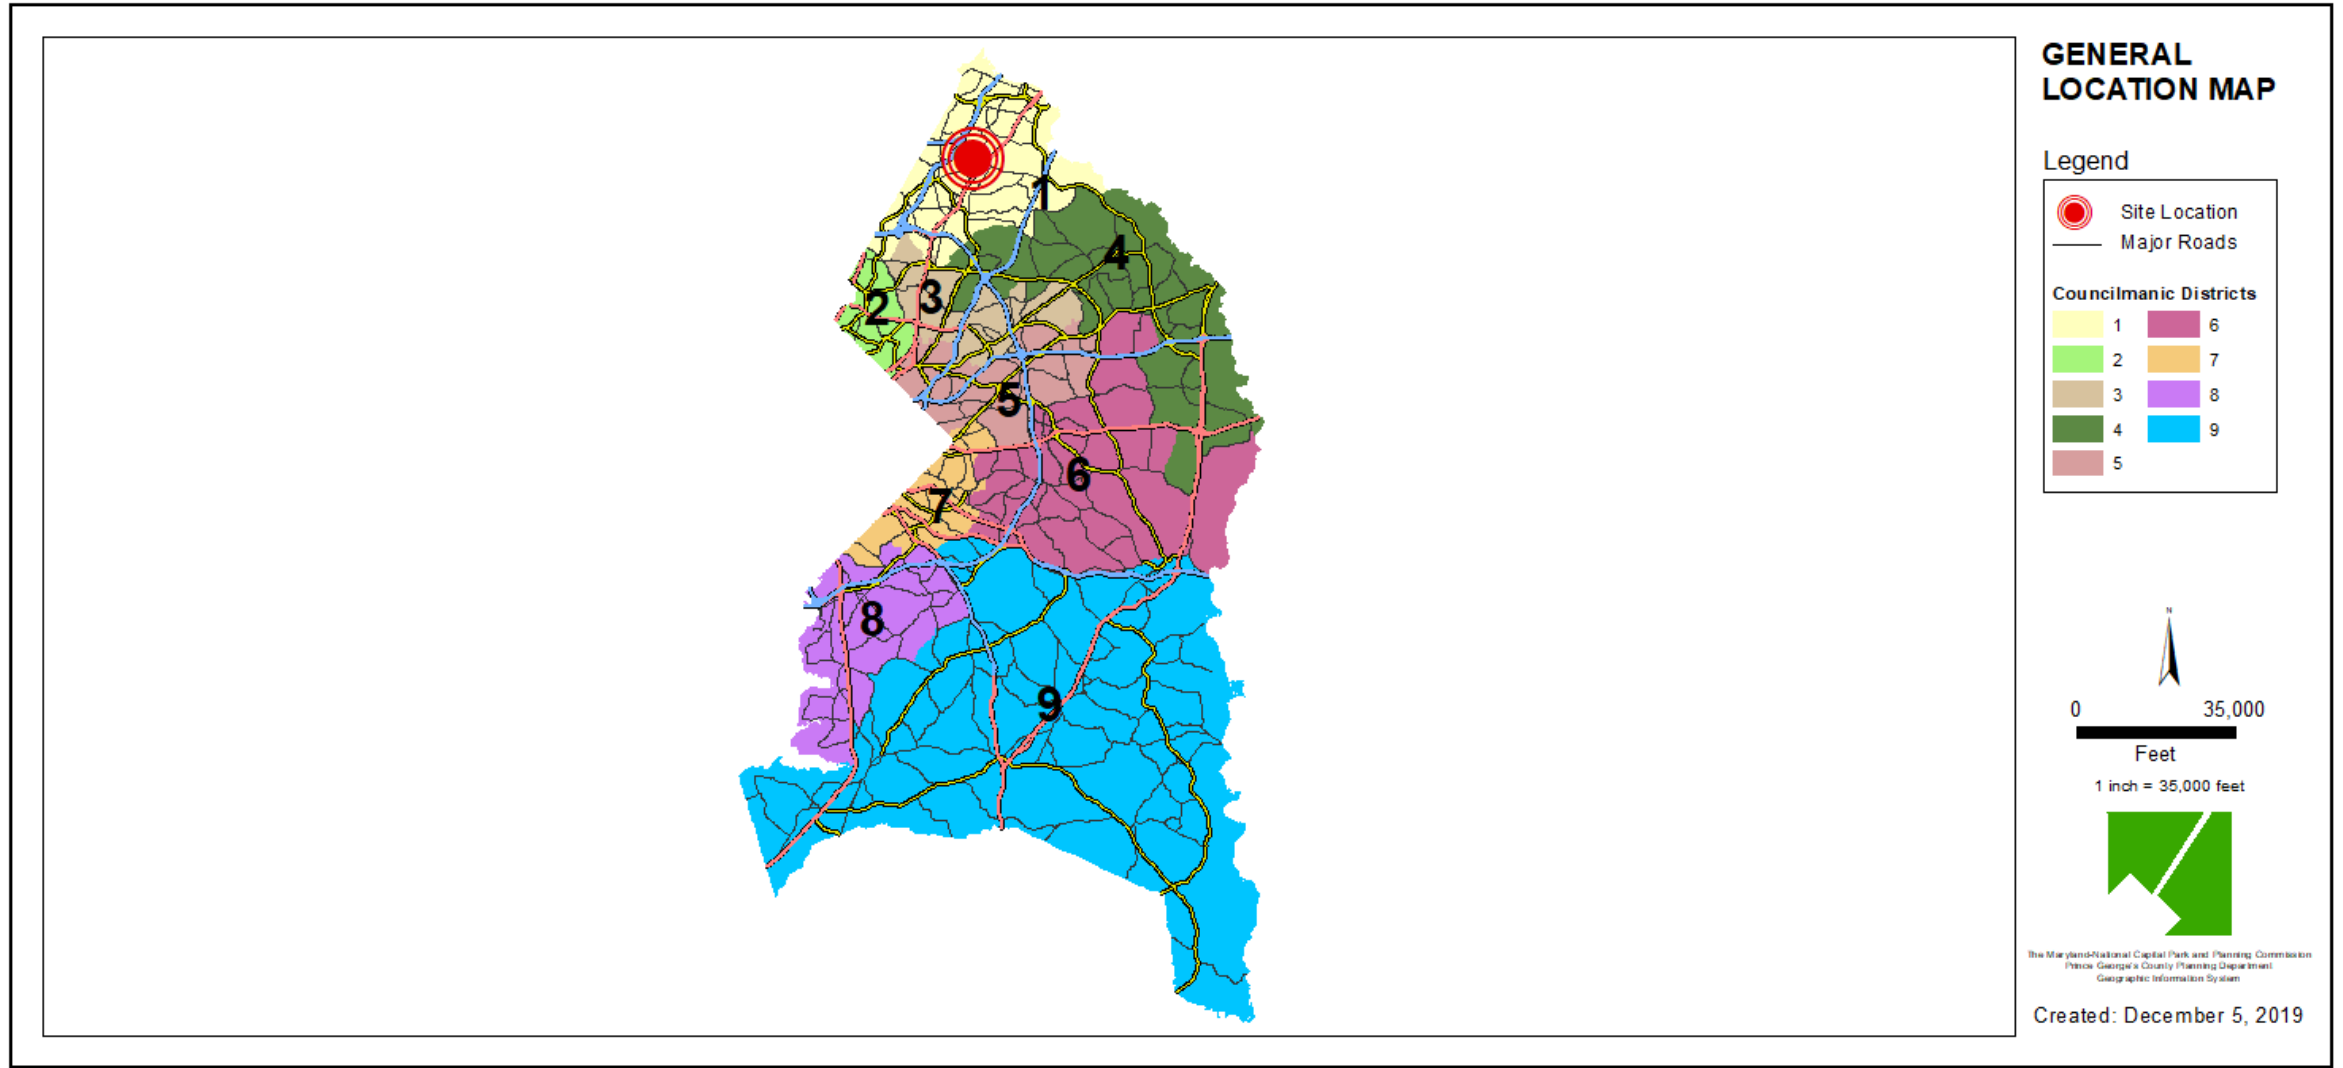 GENERAL
LOCATION MAP
Legend
Site Location
Major Roads
Councilmanic Districts
1 6
2 7
3 8
4 9
5
1
4
3
2
5
6
7
8
9
N
0 35,000
Feet
1 inch = 35,000 feet
The Maryland-National Capital Park and Planning Commission
Prince George's County Planning Department
Geographic Information System
Created: December 5, 2019